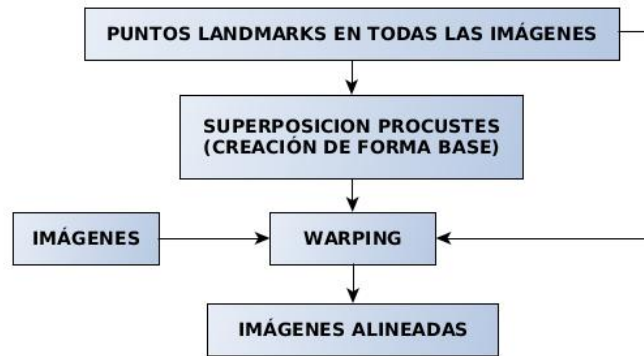 PUNTOS LANDMARKS EN TODAS LAS IMÁGENES
SUPERPOSICION PROCUSTES
(CREACIÓN DE FORMA BASE)
IMÁGENES
WARPING
IMÁGENES ALINEADAS